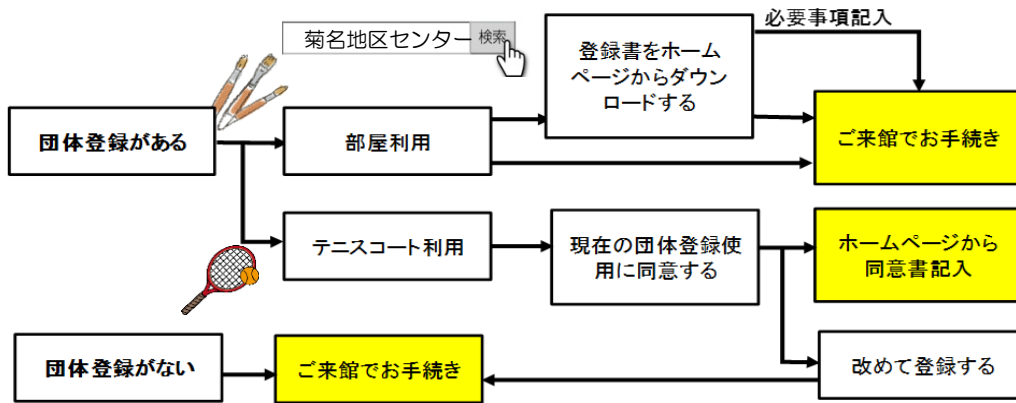 菊名地区センター 検索
必要事項記入
登録書をホーム
ページからダウン
ロードする
団体登録がある
部屋利用
ご来館でお手続き
テニスコート利用
現在の団体登録使
用に同意する
ホームページから
同意書記入
団体登録がない
ご来館でお手続き
改めて登録する